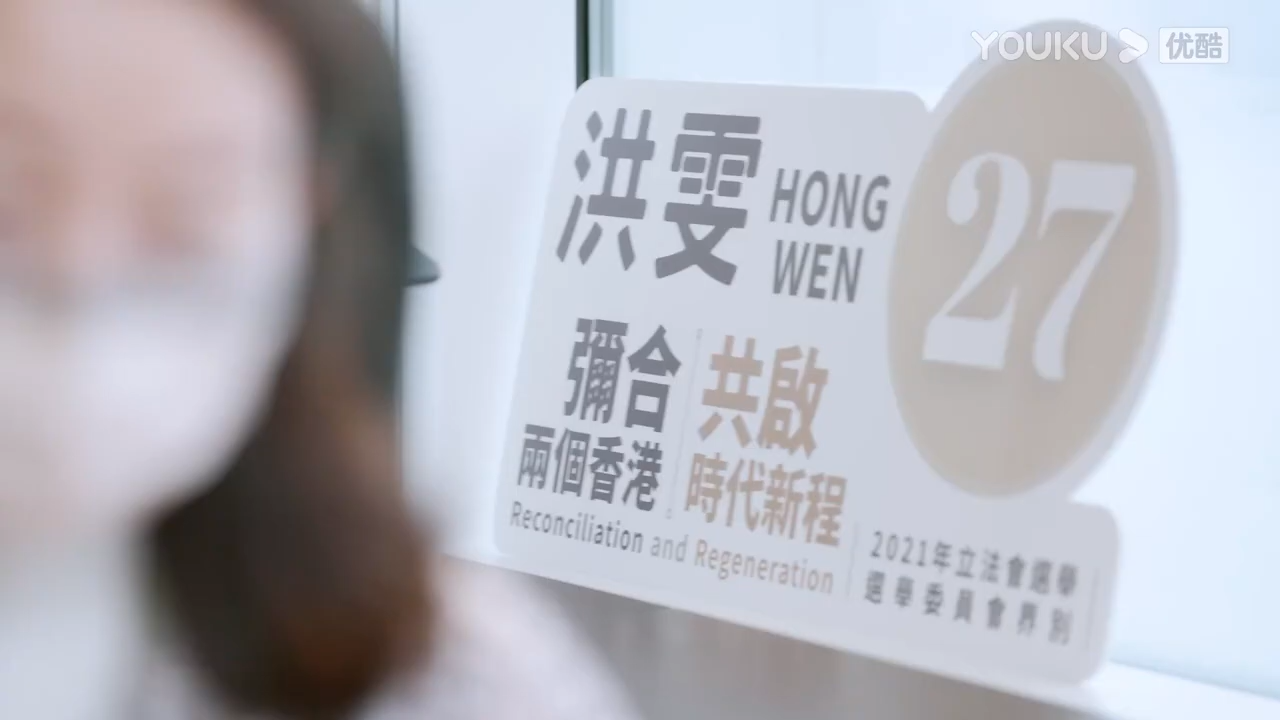 YOUKU 优酷
洪雯 HONG WEN
27
彌合 共啟
兩個香港 時代新程
Reconciliation and Regeneration
2021年立法會選舉
選舉委員會界別